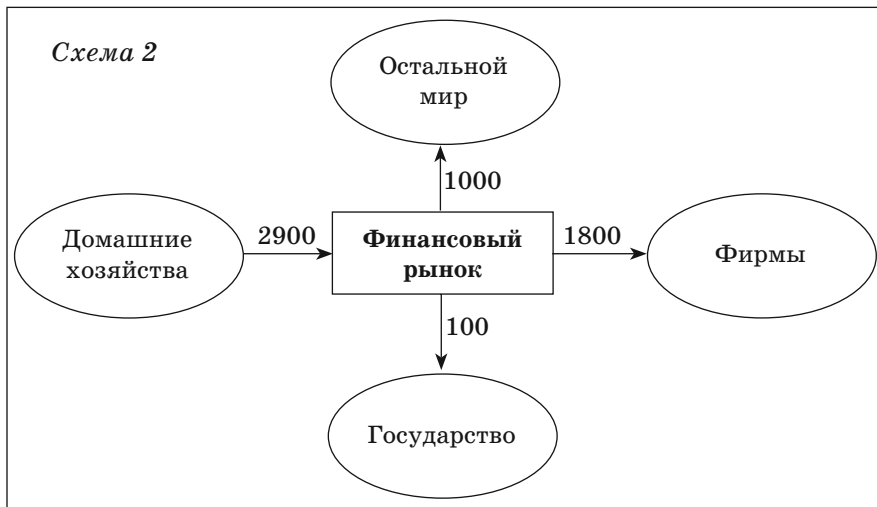 Схема 2
Остальной
мир
1000
Домашние
хозяйства
2900
Финансовый
рынок
1800
Фирмы
100
Государство